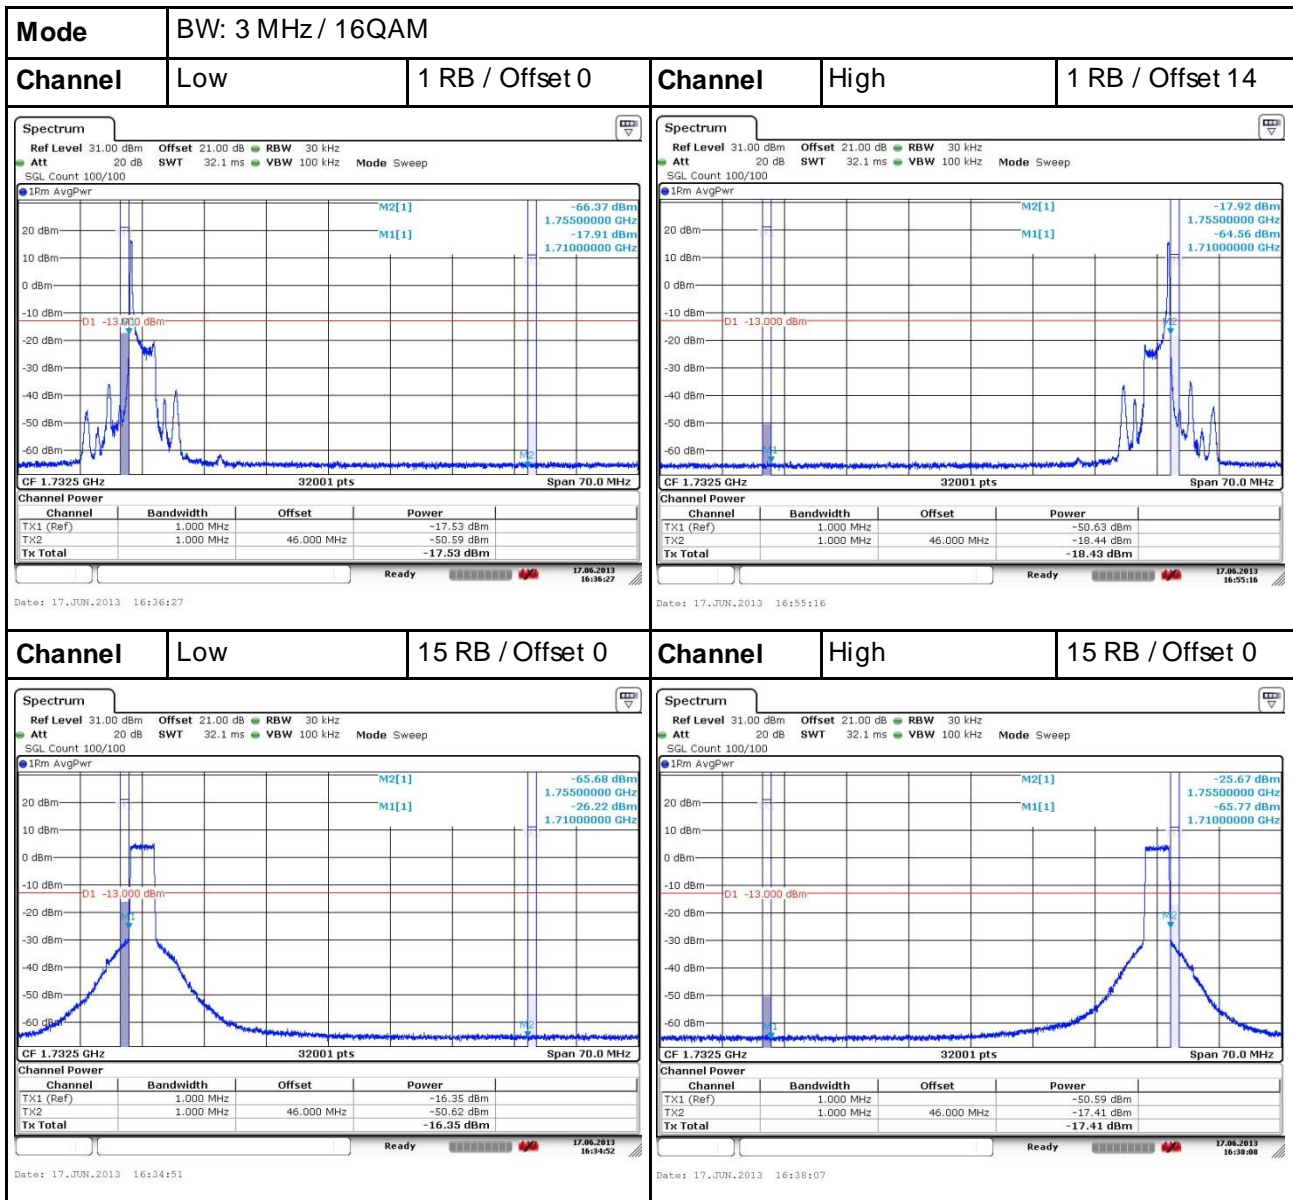 Mode BW: 3 MHz / 16QAM
Channel Low 1 RB / Offset 0 Channel High 1 RB / Offset 14
Spectrum
Ref Level 31.00 dBm Offset 21.00 dB RBW 30 kHz
Att 20 dB SWT 32.1 ms VBW 100 kHz Mode Sweep
SGL Count 100/100
1Rm AvgPwr
M2[1] -66.37 dBm
1.75500000 GHz
M1[1] -17.91 dBm
1.71000000 GHz
20 dBm
10 dBm
0 dBm
-10 dBm
D1 -13.000 dBm
-20 dBm
-30 dBm
-40 dBm
-50 dBm
-60 dBm
M2
CF 1.7325 GHz 32001 pts Span 70.0 MHz
Channel Power
Channel Bandwidth Offset Power
TX1 (Ref) 1.000 MHz -17.53 dBm
TX2 1.000 MHz 46.000 MHz -50.59 dBm
Tx Total -17.53 dBm
Ready 17.06.2013
16:36:27
Date: 17.JUN.2013 16:36:27
Spectrum
Ref Level 31.00 dBm Offset 21.00 dB RBW 30 kHz
Att 20 dB SWT 32.1 ms VBW 100 kHz Mode Sweep
SGL Count 100/100
1Rm AvgPwr
M2[1] -17.92 dBm
1.75500000 GHz
M1[1] -64.56 dBm
1.71000000 GHz
20 dBm
10 dBm
0 dBm
-10 dBm
D1 -13.000 dBm
M2
-20 dBm
-30 dBm
-40 dBm
-50 dBm
-60 dBm
M1
CF 1.7325 GHz 32001 pts Span 70.0 MHz
Channel Power
Channel Bandwidth Offset Power
TX1 (Ref) 1.000 MHz -50.63 dBm
TX2 1.000 MHz 46.000 MHz -18.44 dBm
Tx Total -18.43 dBm
Ready 17.06.2013
16:55:16
Date: 17.JUN.2013 16:55:16
Channel Low 15 RB / Offset 0 Channel High 15 RB / Offset 0
Spectrum
Ref Level 31.00 dBm Offset 21.00 dB RBW 30 kHz
Att 20 dB SWT 32.1 ms VBW 100 kHz Mode Sweep
SGL Count 100/100
1Rm AvgPwr
M2[1] -65.68 dBm
1.75500000 GHz
M1[1] -26.22 dBm
1.71000000 GHz
20 dBm
10 dBm
0 dBm
-10 dBm
D1 -13.000 dBm
-20 dBm
M1
-30 dBm
-40 dBm
-50 dBm
-60 dBm
M2
CF 1.7325 GHz 32001 pts Span 70.0 MHz
Channel Power
Channel Bandwidth Offset Power
TX1 (Ref) 1.000 MHz -16.35 dBm
TX2 1.000 MHz 46.000 MHz -50.62 dBm
Tx Total -16.35 dBm
Ready 17.06.2013
16:34:52
Date: 17.JUN.2013 16:34:51
Spectrum
Ref Level 31.00 dBm Offset 21.00 dB RBW 30 kHz
Att 20 dB SWT 32.1 ms VBW 100 kHz Mode Sweep
SGL Count 100/100
1Rm AvgPwr
M2[1] -25.67 dBm
1.75500000 GHz
M1[1] -65.77 dBm
1.71000000 GHz
20 dBm
10 dBm
0 dBm
-10 dBm
D1 -13.000 dBm
-20 dBm
M2
-30 dBm
-40 dBm
-50 dBm
-60 dBm
M1
CF 1.7325 GHz 32001 pts Span 70.0 MHz
Channel Power
Channel Bandwidth Offset Power
TX1 (Ref) 1.000 MHz -50.59 dBm
TX2 1.000 MHz 46.000 MHz -17.41 dBm
Tx Total -17.41 dBm
Ready 17.06.2013
16:38:08
Date: 17.JUN.2013 16:38:07